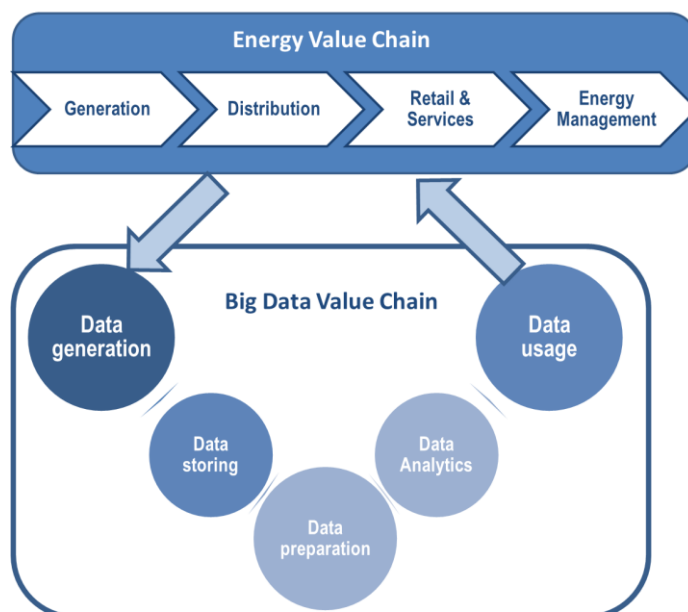 Energy Value Chain
Generation
Distribution
Retail &
Services
Energy
Management
Big Data Value Chain
Data
generation
Data
storing
Data
preparation
Data
Analytics
Data
usage